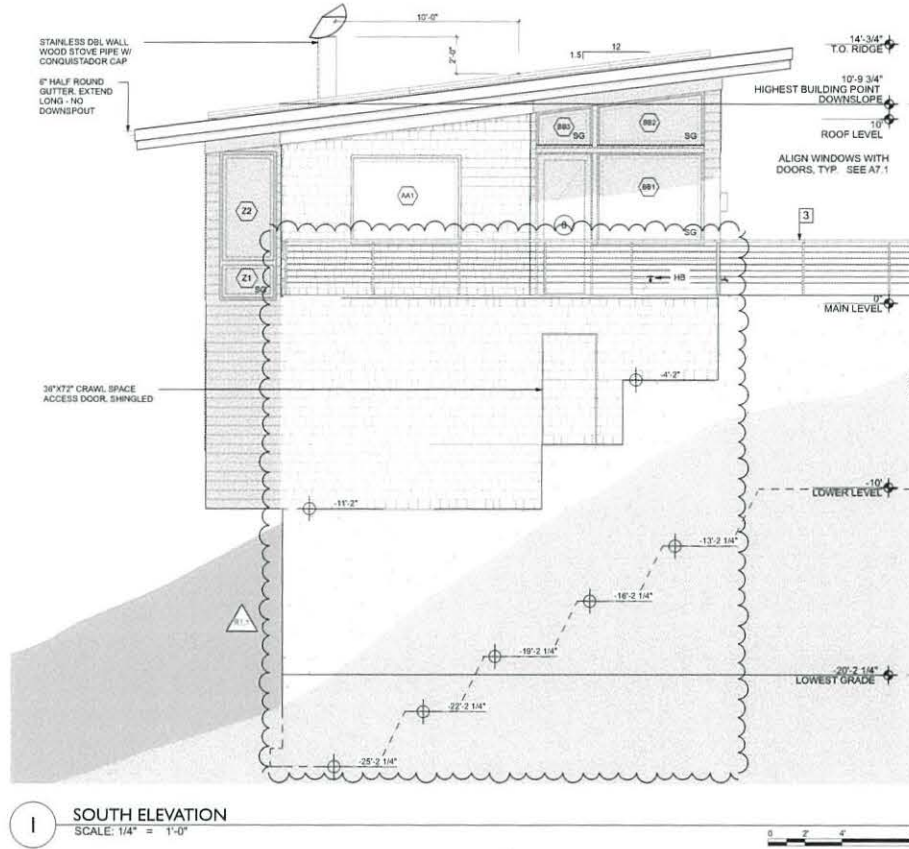 STAINLESS DBL WALL
WOOD STOVE PIPE W/
CONQUISTADOR CAP
6" HALF ROUND
GUTTER. EXTEND
LONG - NO
DOWNSPOUT
10'-0"
2'-0"
1.5
12
14'-3/4"
T.O. RIDGE
10'-9 3/4"
HIGHEST BUILDING POINT
DOWNSLOPE
10'
ROOF LEVEL
ALIGN WINDOWS WITH
DOORS, TYP. SEE A7.1
BB3
SG
BB2
SG
Z2
AA1
BB1
SG
3
Z1
SG
HB
0'
MAIN LEVEL
36"X72" CRAWL SPACE
ACCESS DOOR, SHINGLED
-4'-2"
-10'
LOWER LEVEL
-11'-2"
-13'-2 1/4"
-16'-2 1/4"
-19'-2 1/4"
-20'-2 1/4"
LOWEST GRADE
-22'-2 1/4"
-25'-2 1/4"
1
SOUTH ELEVATION
SCALE: 1/4" = 1'-0"
0 2' 4'